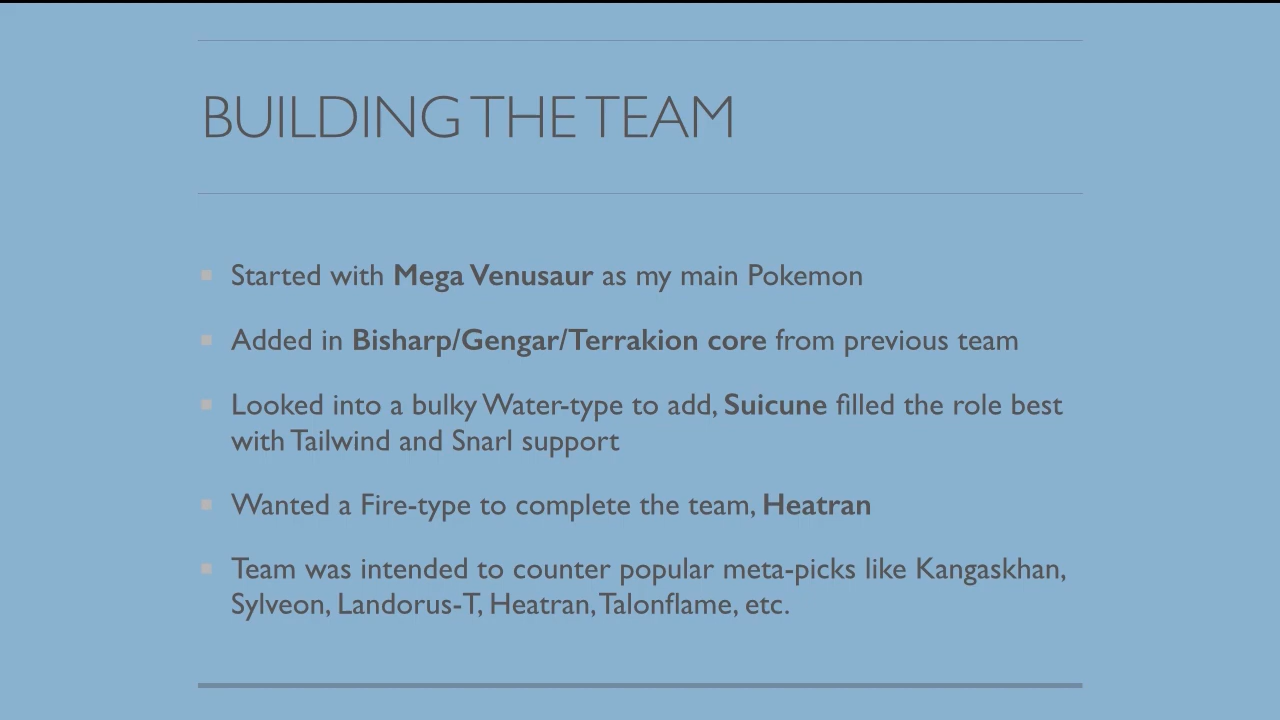 BUILDING THE TEAM
Started with Mega Venusaur as my main Pokemon
Added in Bisharp/Gengar/Terrakion core from previous team
Looked into a bulky Water-type to add, Suicune filled the role best
with Tailwind and Snarl support
Wanted a Fire-type to complete the team, Heatran
Team was intended to counter popular meta-picks like Kangaskhan,
Sylveon, Landorus-T, Heatran, Talonflame, etc.